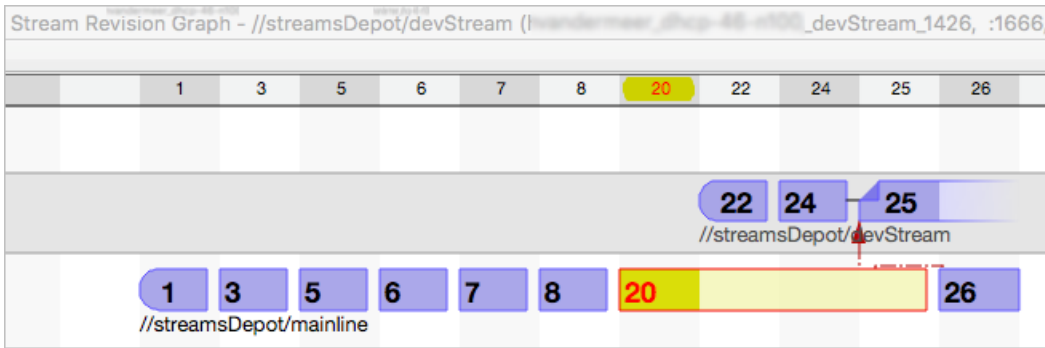 Stream Revision Graph - //streamsDepot/devStream ( _devStream_1426, :1666,
1 3 5 6 7 8 20 22 24 25 26
22 24 25
//streamsDepot/devStream
1 3 5 6 7 8 20 26
//streamsDepot/mainline